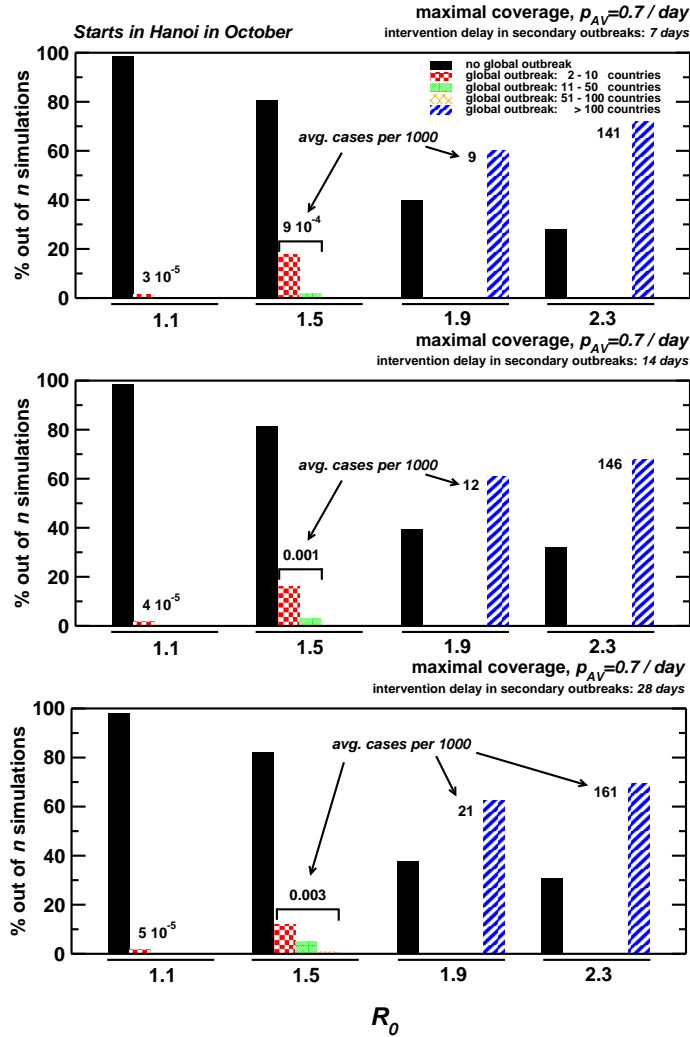 maximal coverage, p_AV=0.7 / day
Starts in Hanoi in October
intervention delay in secondary outbreaks: 7 days
no global outbreak
global outbreak: 2 - 10 countries
global outbreak: 11 - 50 countries
global outbreak: 51 - 100 countries
global outbreak: > 100 countries
% out of n simulations
100
80
60
40
20
0
avg. cases per 1000
3 10^-5
9 10^-4
9
141
1.1 1.5 1.9 2.3
maximal coverage, p_AV=0.7 / day
intervention delay in secondary outbreaks: 14 days
% out of n simulations
100
80
60
40
20
0
avg. cases per 1000
4 10^-5
0.001
12
146
1.1 1.5 1.9 2.3
maximal coverage, p_AV=0.7 / day
intervention delay in secondary outbreaks: 28 days
% out of n simulations
100
80
60
40
20
0
avg. cases per 1000
5 10^-5
0.003
21
161
1.1 1.5 1.9 2.3
R_0